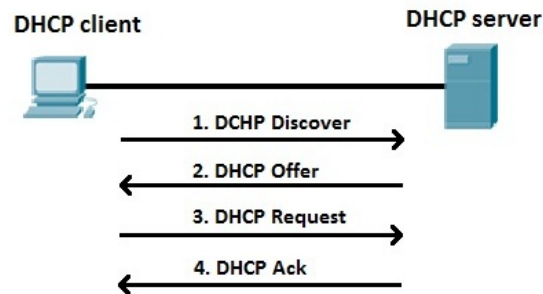 DHCP client
DHCP server
1. DCHP Discover
2. DHCP Offer
3. DHCP Request
4. DHCP Ack